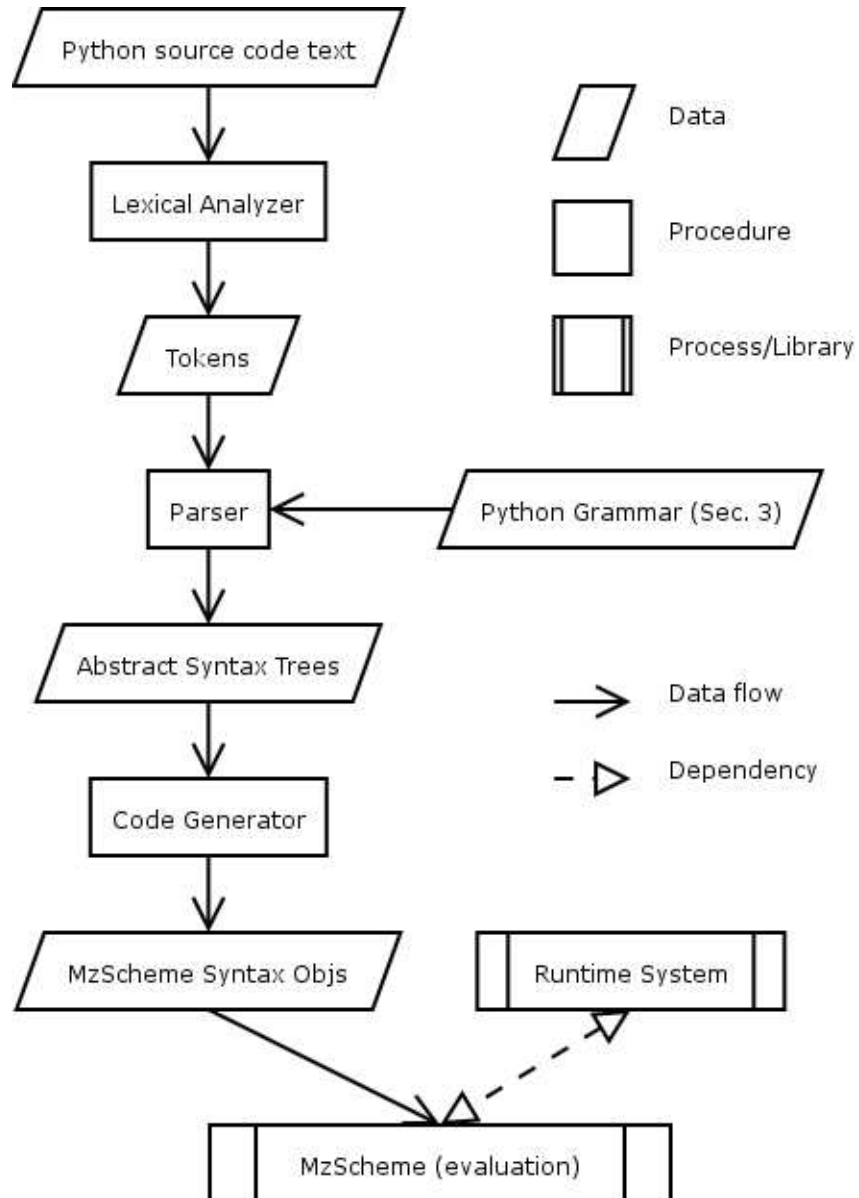 Python source code text
Data
Lexical Analyzer
Procedure
Tokens
Process/Library
Parser
Python Grammar (Sec. 3)
Abstract Syntax Trees
Data flow
Dependency
Code Generator
MzScheme Syntax Objs
Runtime System
MzScheme (evaluation)